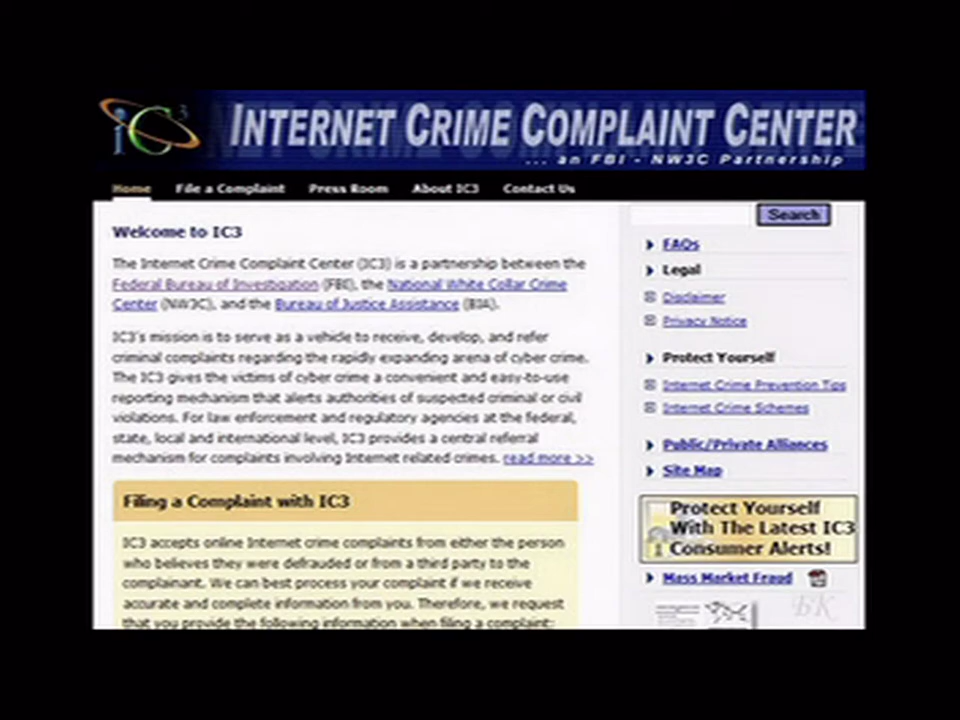 iC3
INTERNET CRIME COMPLAINT CENTER
... an FBI - NW3C Partnership
Home File a Complaint Press Room About IC3 Contact Us
Welcome to IC3
The Internet Crime Complaint Center (IC3) is a partnership between the
Federal Bureau of Investigation (FBI), the National White Collar Crime
Center (NW3C), and the Bureau of Justice Assistance (BJA).
IC3's mission is to serve as a vehicle to receive, develop, and refer
criminal complaints regarding the rapidly expanding arena of cyber crime.
The IC3 gives the victims of cyber crime a convenient and easy-to-use
reporting mechanism that alerts authorities of suspected criminal or civil
violations. For law enforcement and regulatory agencies at the federal,
state, local and international level, IC3 provides a central referral
mechanism for complaints involving Internet related crimes. read more >>
Filing a Complaint with IC3
IC3 accepts online Internet crime complaints from either the person
who believes they were defrauded or from a third party to the
complainant. We can best process your complaint if we receive
accurate and complete information from you. Therefore, we request
that you provide the following information when filing a complaint:
Search
FAQs
Legal
Disclaimer
Privacy Notice
Protect Yourself
Internet Crime Prevention Tips
Internet Crime Schemes
Public/Private Alliances
Site Map
Protect Yourself
With The Latest IC3
Consumer Alerts!
Mass Market Fraud
БК